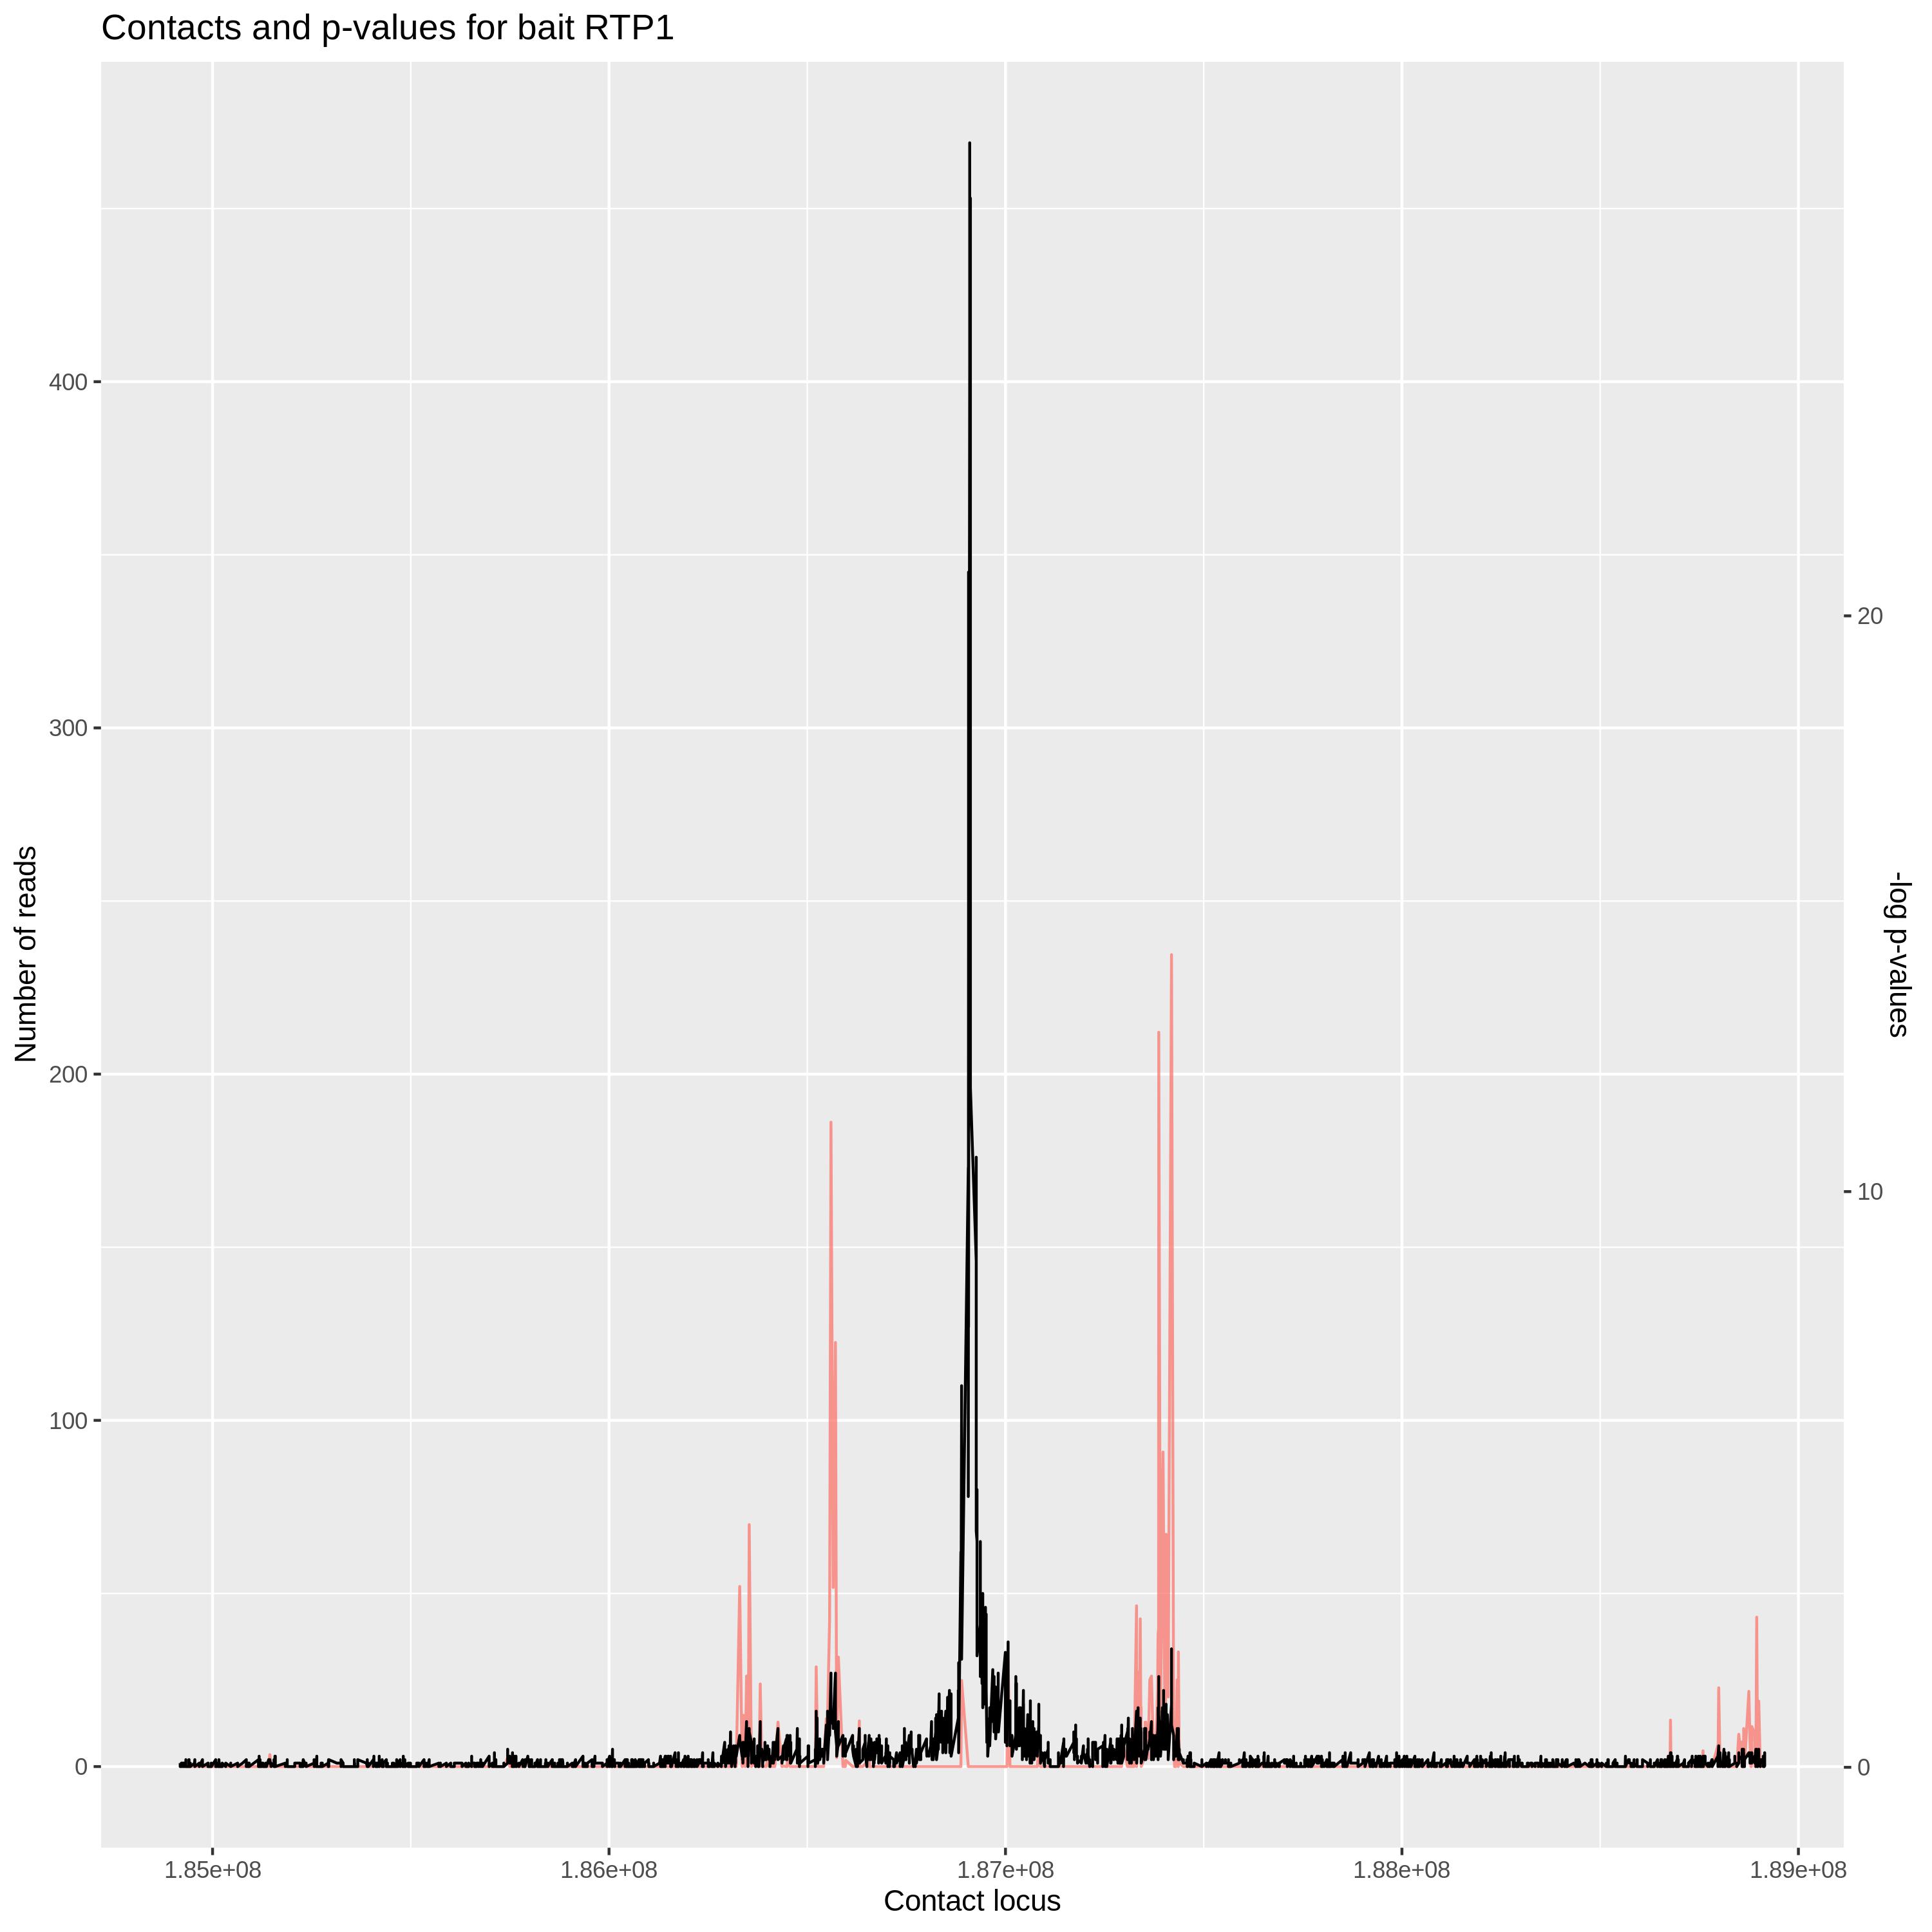 Contacts and p-values for bait RTP1
Number of reads
400
300
200
100
0
20
10
0
-log p-values
1.85e+08
1.86e+08
1.87e+08
1.88e+08
1.89e+08
Contact locus